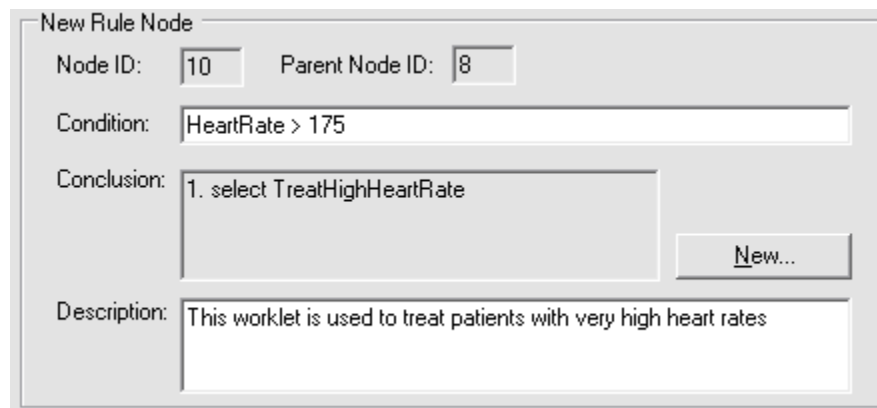 New Rule Node
Node ID: 10 Parent Node ID: 8
Condition: HeartRate > 175
Conclusion: 1. select TreatHighHeartRate
New...
Description: This worklet is used to treat patients with very high heart rates